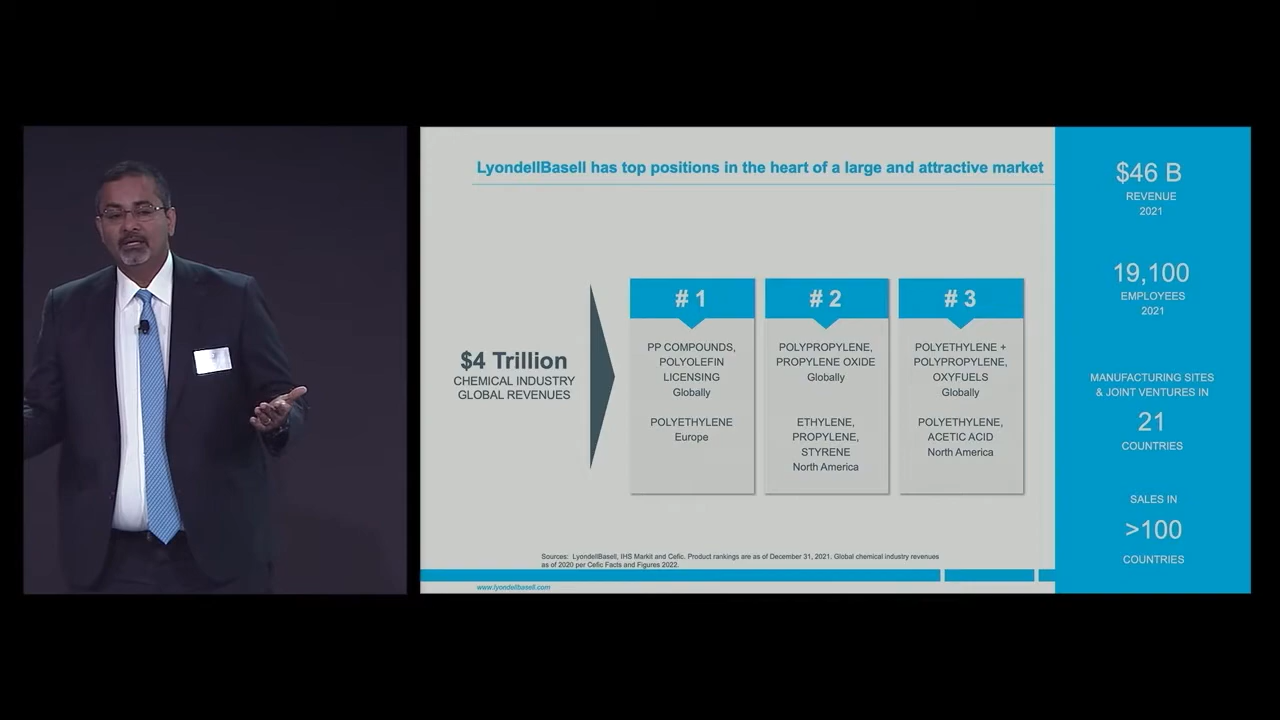 LyondellBasell has top positions in the heart of a large and attractive market
$4 Trillion
CHEMICAL INDUSTRY
GLOBAL REVENUES
# 1
PP COMPOUNDS,
POLYOLEFIN
LICENSING
Globally
POLYETHYLENE
Europe
# 2
POLYPROPYLENE,
PROPYLENE OXIDE
Globally
ETHYLENE,
PROPYLENE,
STYRENE
North America
# 3
POLYETHYLENE +
POLYPROPYLENE,
OXYFUELS
Globally
POLYETHYLENE,
ACETIC ACID
North America
Sources: LyondellBasell, IHS Markit and Cefic. Product rankings are as of December 31, 2021. Global chemical industry revenues
as of 2020 per Cefic Facts and Figures 2022.
www.lyondellbasell.com
$46 B
REVENUE
2021
19,100
EMPLOYEES
2021
MANUFACTURING SITES
& JOINT VENTURES IN
21
COUNTRIES
SALES IN
>100
COUNTRIES